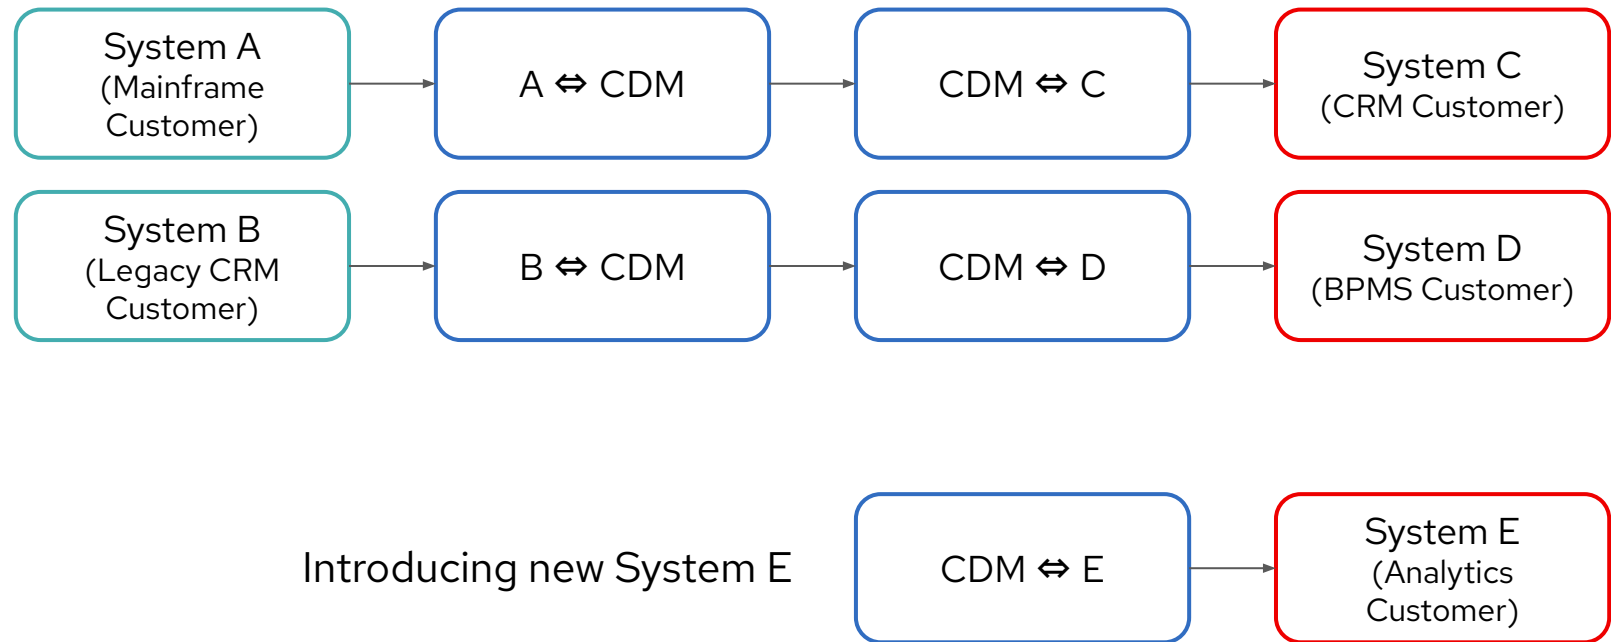 System A
(Mainframe
Customer)
A ⇔ CDM
CDM ⇔ C
System C
(CRM Customer)
System B
(Legacy CRM
Customer)
B ⇔ CDM
CDM ⇔ D
System D
(BPMS Customer)
Introducing new System E
CDM ⇔ E
System E
(Analytics
Customer)